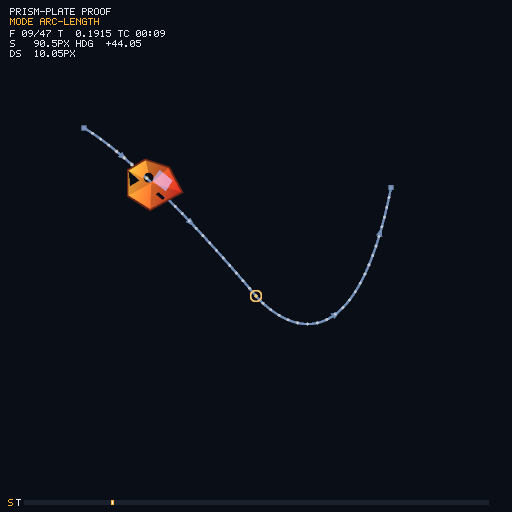 PRISM-PLATE PROOF
MODE ARC-LENGTH
F 09/47 T 0.1915 TC 00:09
S 90.5PX HDG +44.05
DS 10.05PX
ST